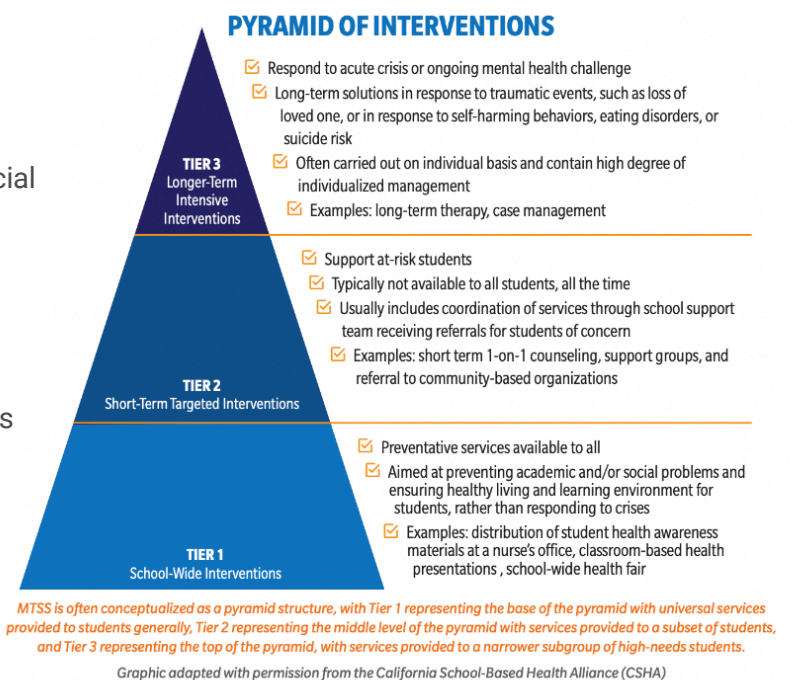 PYRAMID OF INTERVENTIONS
Respond to acute crisis or ongoing mental health challenge
Long-term solutions in response to traumatic events, such as loss of
loved one, or in response to self-harming behaviors, eating disorders, or
suicide risk
Often carried out on individual basis and contain high degree of
individualized management
Examples: long-term therapy, case management
TIER 3
Longer-Term
Intensive
Interventions
cial
Support at-risk students
Typically not available to all students, all the time
Usually includes coordination of services through school support
team receiving referrals for students of concern
Examples: short term 1-on-1 counseling, support groups, and
referral to community-based organizations
TIER 2
Short-Term Targeted Interventions
s
Preventative services available to all
Aimed at preventing academic and/or social problems and
ensuring healthy living and learning environment for
students, rather than responding to crises
Examples: distribution of student health awareness
materials at a nurse's office, classroom-based health
presentations , school-wide health fair
TIER 1
School-Wide Interventions
MTSS is often conceptualized as a pyramid structure, with Tier 1 representing the base of the pyramid with universal services
provided to students generally, Tier 2 representing the middle level of the pyramid with services provided to a subset of students,
and Tier 3 representing the top of the pyramid, with services provided to a narrower subgroup of high-needs students.
Graphic adapted with permission from the California School-Based Health Alliance (CSHA)